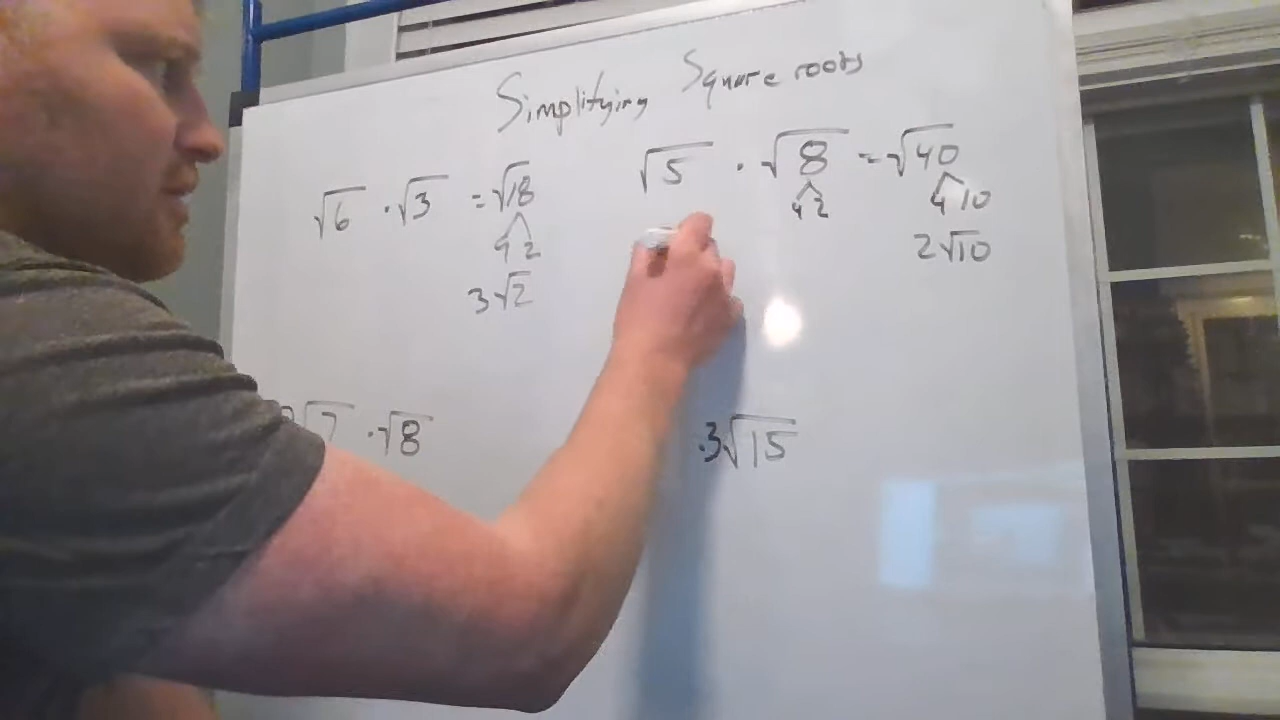 Simplifying Square roots
√6 · √3 = √18
9 2
3√2
√5 · √8 = √40
4 2 4 10
2√10
√7 · √8
· 3√15